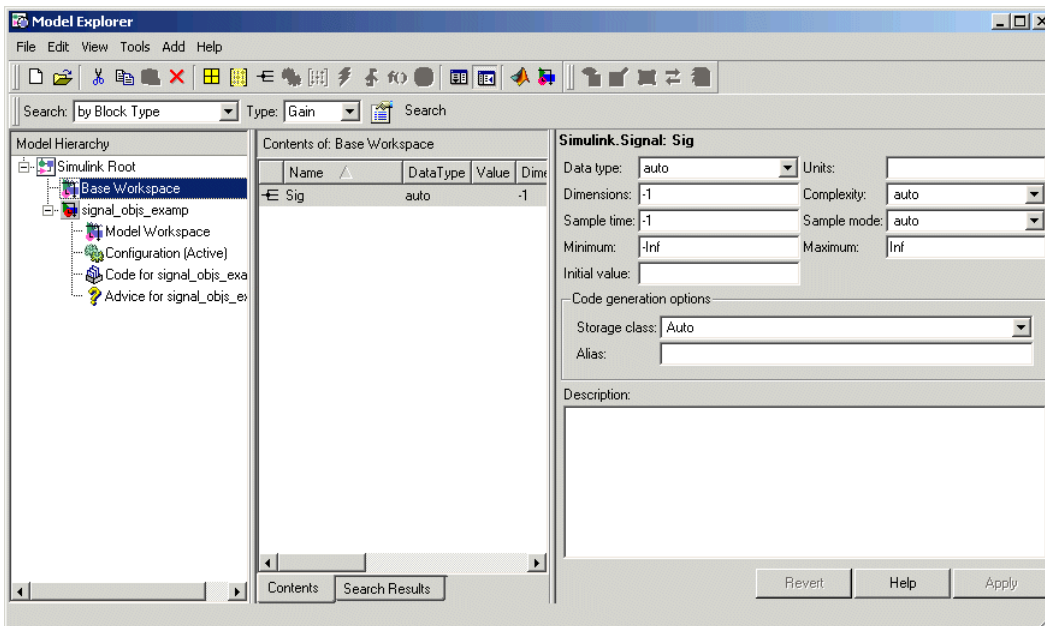 Model Explorer
File Edit View Tools Add Help
Search: by Block Type Type: Gain Search
Model Hierarchy
Simulink Root
Base Workspace
signal_objs_examp
Model Workspace
Configuration (Active)
Code for signal_objs_exa
Advice for signal_objs_ex
Contents of: Base Workspace
Name DataType Value Dime
Sig auto -1
Contents Search Results
Simulink.Signal: Sig
Data type: auto Units:
Dimensions: -1 Complexity: auto
Sample time: -1 Sample mode: auto
Minimum: -Inf Maximum: Inf
Initial value:
Code generation options
Storage class: Auto
Alias:
Description:
Revert Help Apply